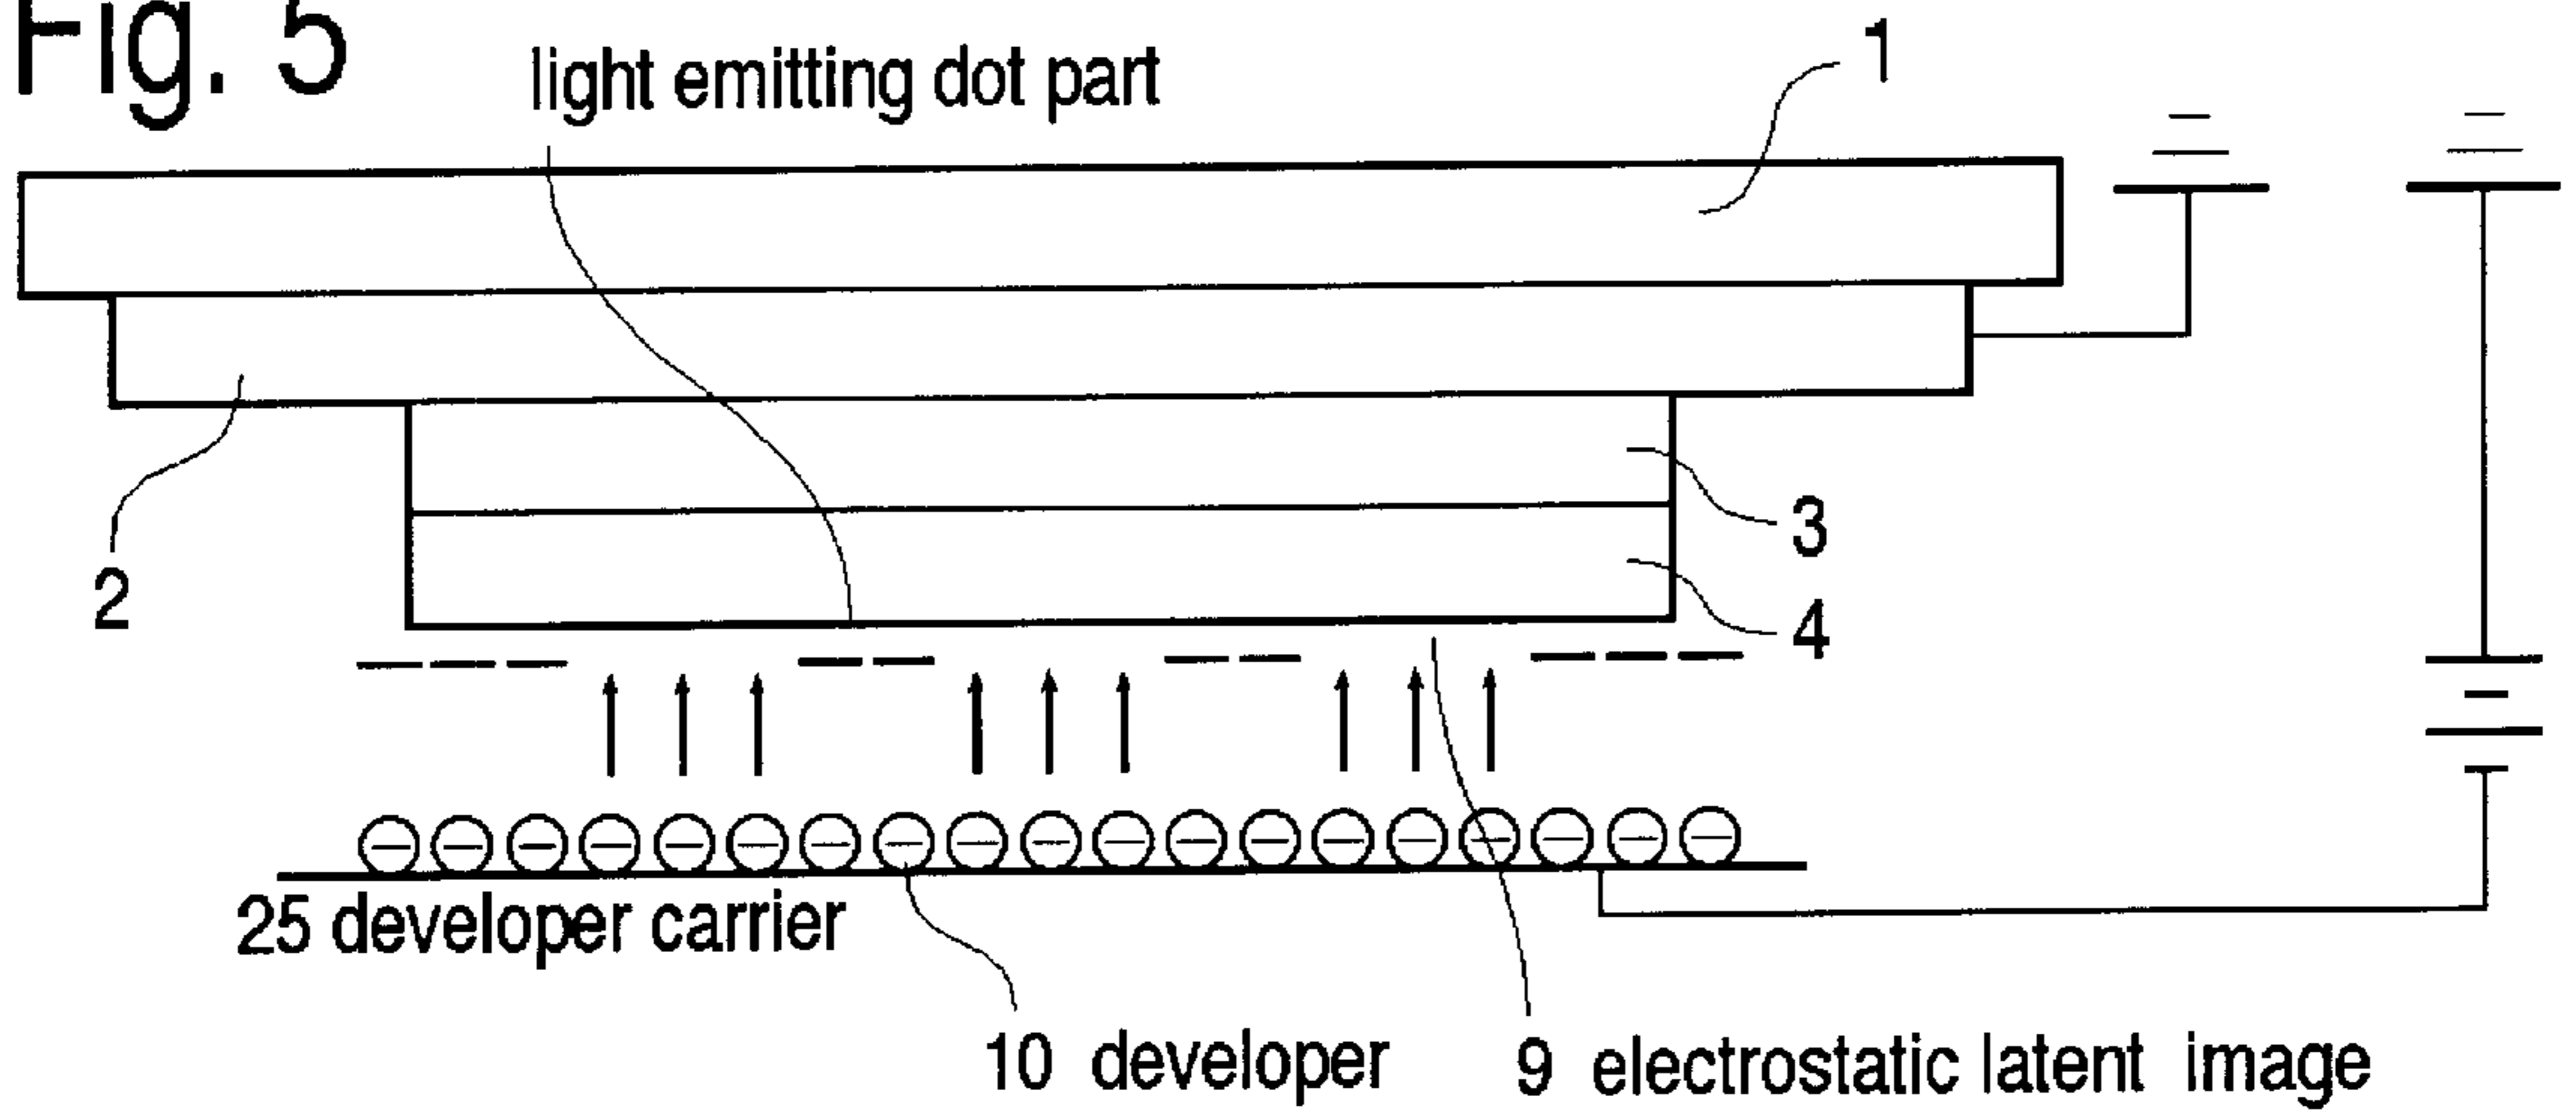 Fig. 5
light emitting dot part
1
2
3
4
25 developer carrier
10 developer
9 electrostatic latent image